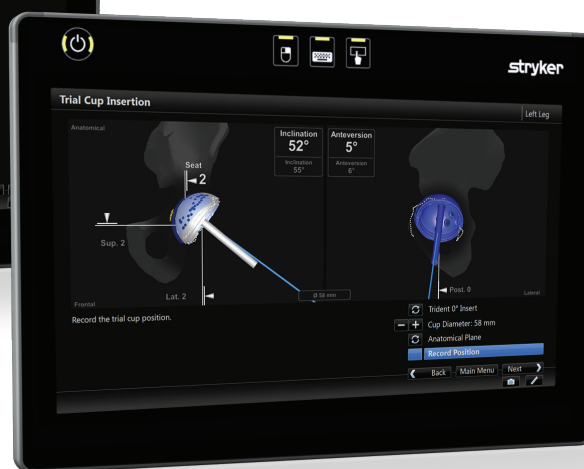 stryker
Trial Cup Insertion
Left Leg
Anatomical
Inclination
52°
Inclination
55°
Anteversion
5°
Anteversion
6°
Seat
2
Sup. 2
Lat. 2
Ø 58 mm
Post. 0
Frontal
Lateral
Record the trial cup position.
Trident 0° Insert
Cup Diameter: 58 mm
Anatomical Plane
Record Position
Back
Main Menu
Next